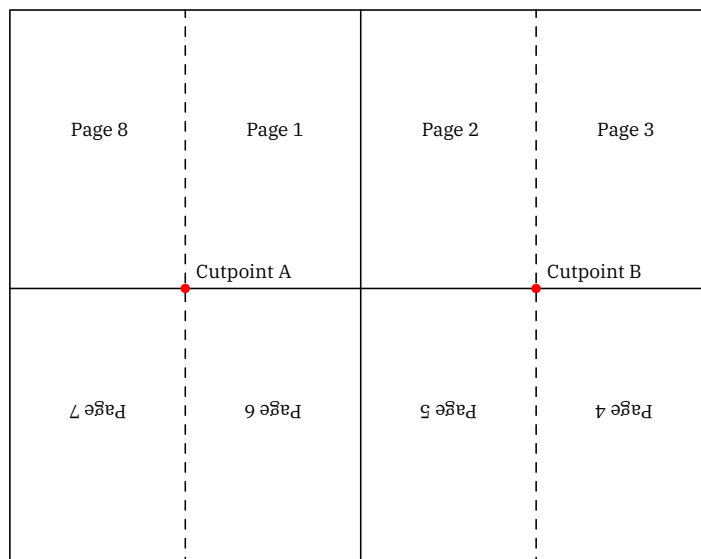 Page 8
Page 1
Page 2
Page 3
Cutpoint A
Cutpoint B
Page 7
Page 6
Page 5
Page 4